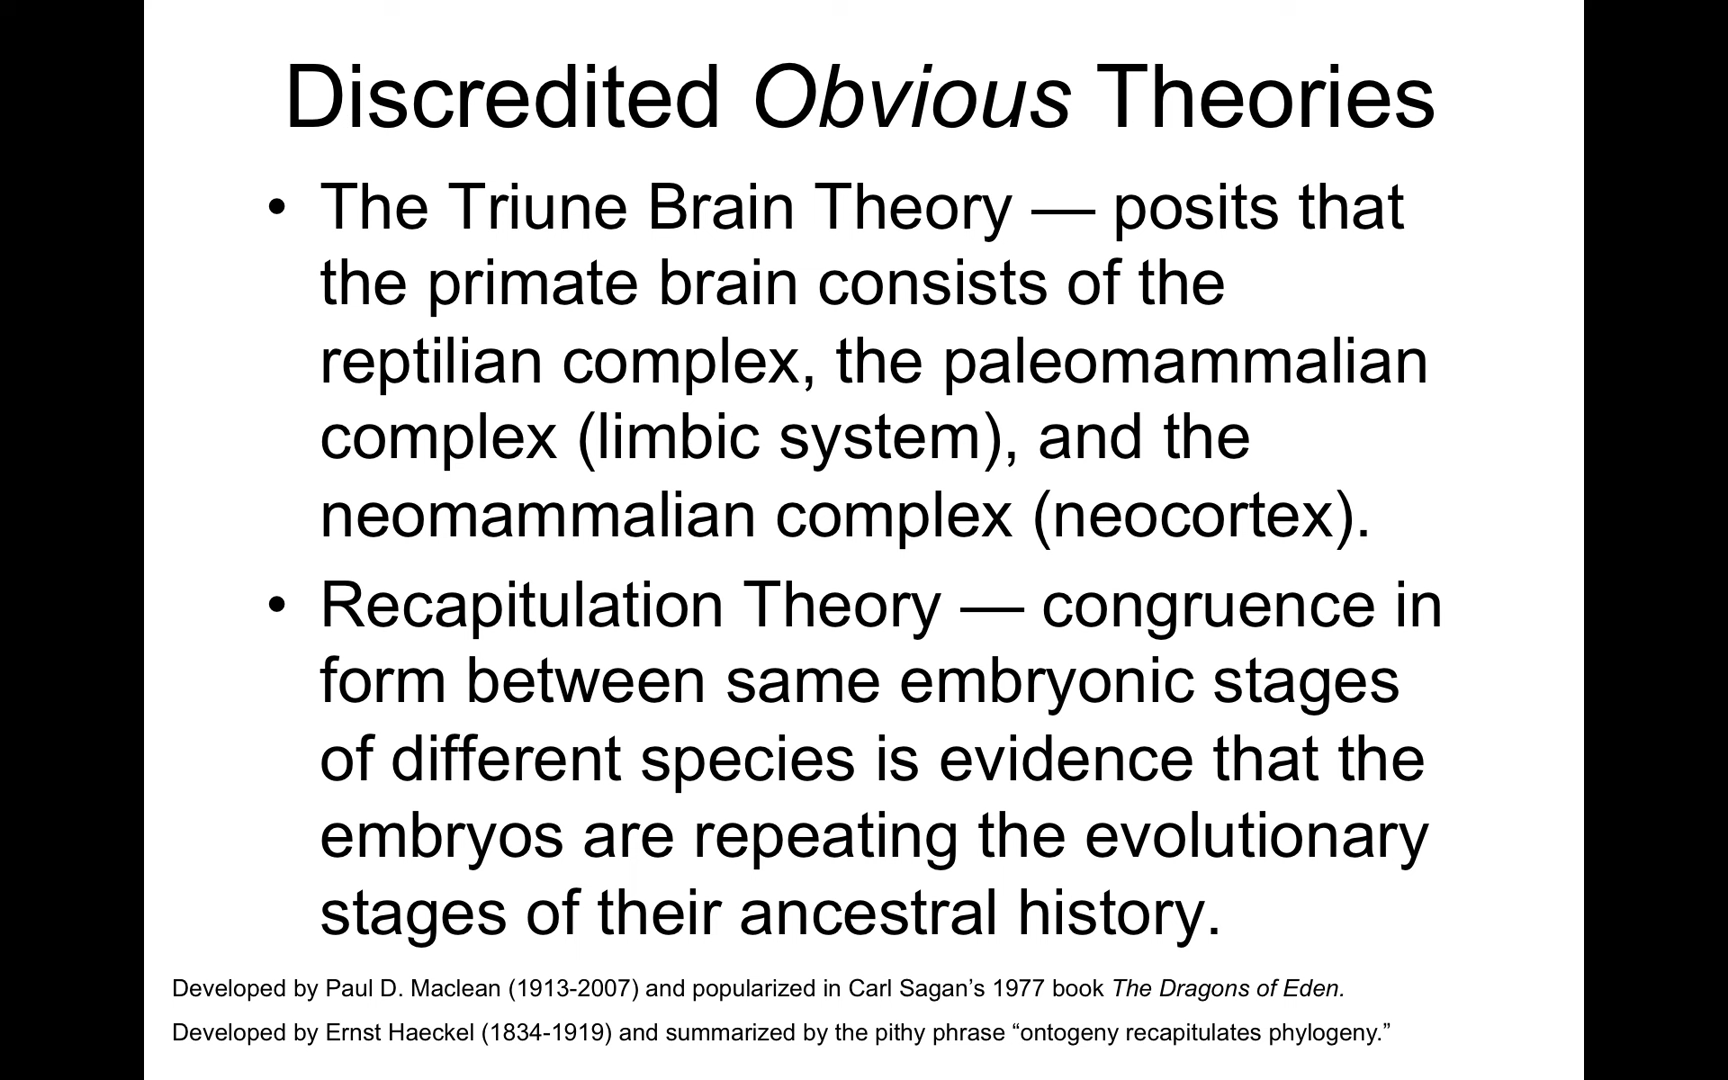 Discredited Obvious Theories
• The Triune Brain Theory — posits that
the primate brain consists of the
reptilian complex, the paleomammalian
complex (limbic system), and the
neomammalian complex (neocortex).
• Recapitulation Theory — congruence in
form between same embryonic stages
of different species is evidence that the
embryos are repeating the evolutionary
stages of their ancestral history.
Developed by Paul D. Maclean (1913-2007) and popularized in Carl Sagan’s 1977 book The Dragons of Eden.
Developed by Ernst Haeckel (1834-1919) and summarized by the pithy phrase “ontogeny recapitulates phylogeny.”